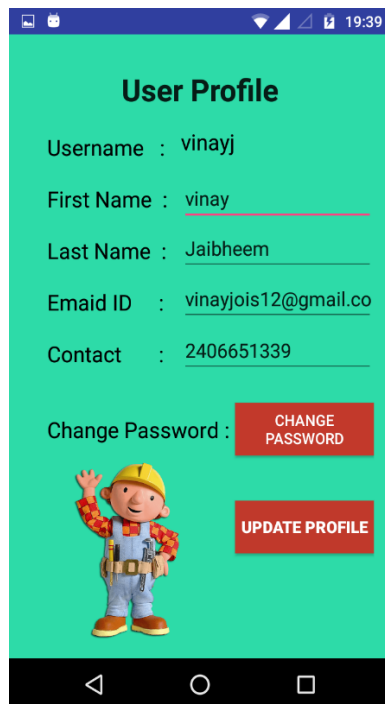 19:39
User Profile
Username : vinayj
First Name : vinay
Last Name : Jaibheem
Emaid ID : vinayjois12@gmail.co
Contact : 2406651339
Change Password : CHANGE
PASSWORD
UPDATE PROFILE